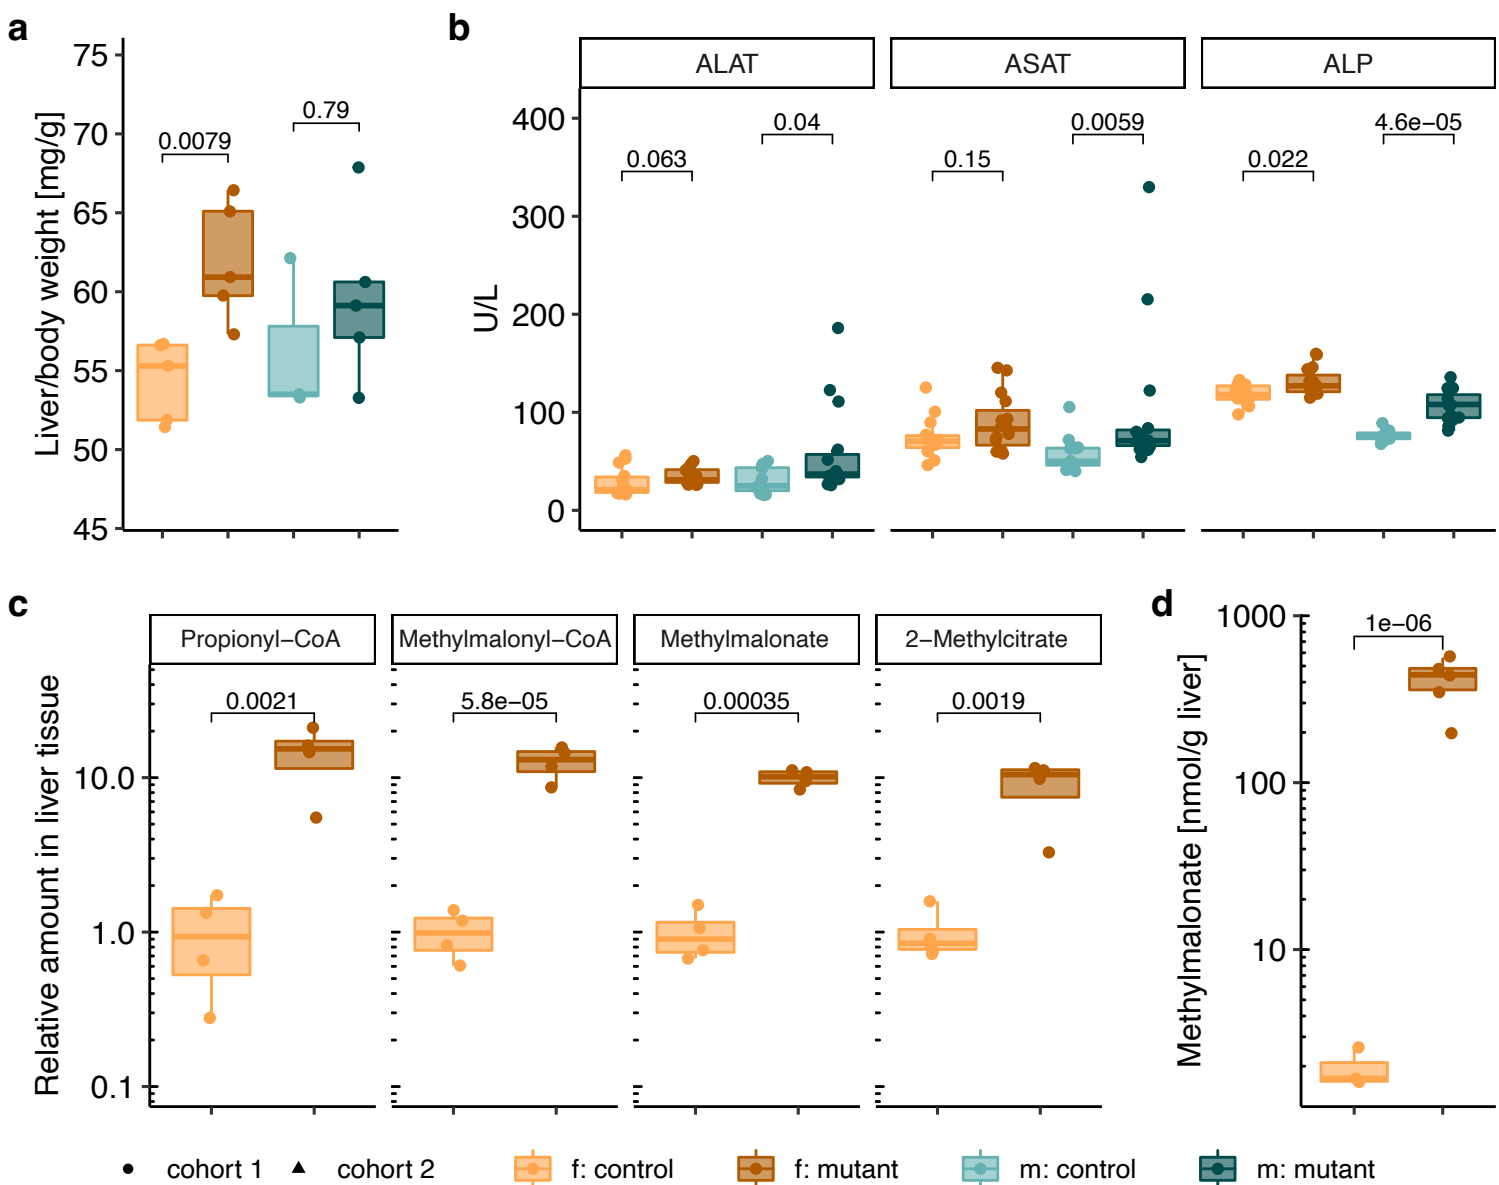 a
Liver/body weight [mg/g]
75
70
65
60
55
50
45
0.0079
0.79
b
U/L
400
300
200
100
0
ALAT
ASAT
ALP
0.063
0.04
0.15
0.0059
0.022
4.6e−05
c
Relative amount in liver tissue
10.0
1.0
0.1
Propionyl−CoA
Methylmalonyl−CoA
Methylmalonate
2−Methylcitrate
0.0021
5.8e−05
0.00035
0.0019
d
Methylmalonate [nmol/g liver]
1000
100
10
1e−06
cohort 1
cohort 2
f: control
f: mutant
m: control
m: mutant